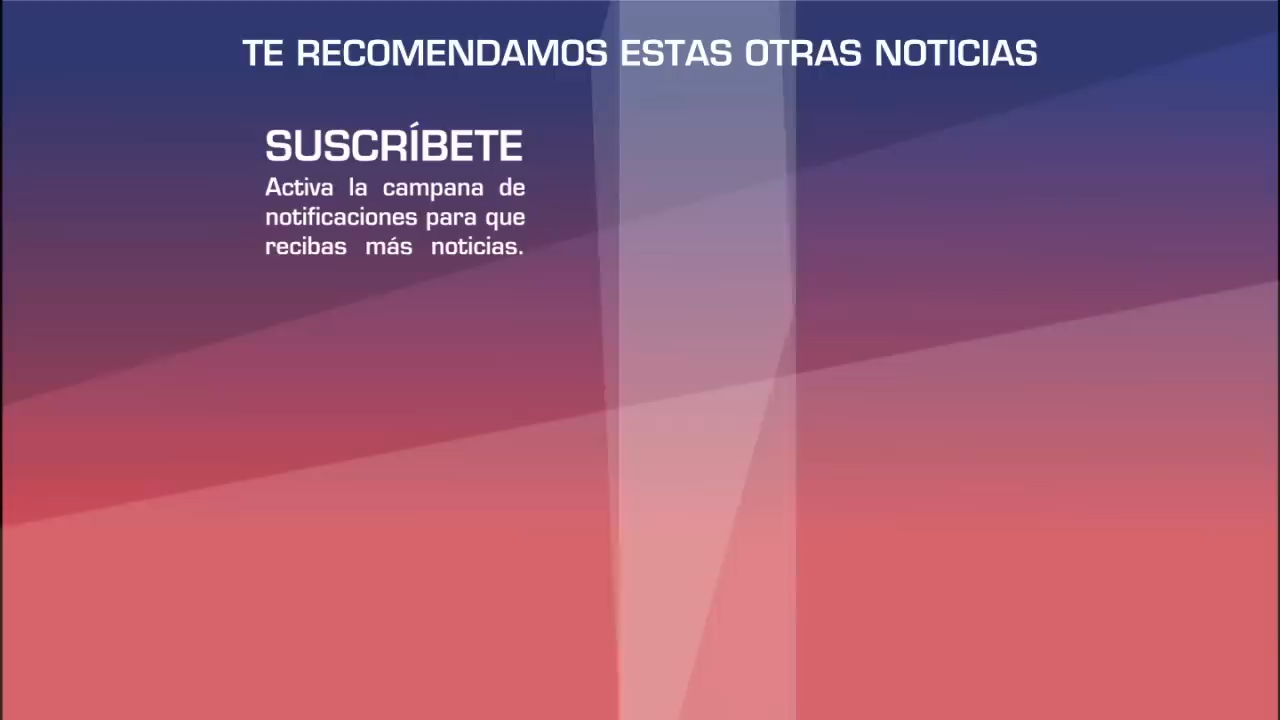 TE RECOMENDAMOS ESTAS OTRAS NOTICIAS
SUSCRÍBETE
Activa la campana de
notificaciones para que
recibas más noticias.